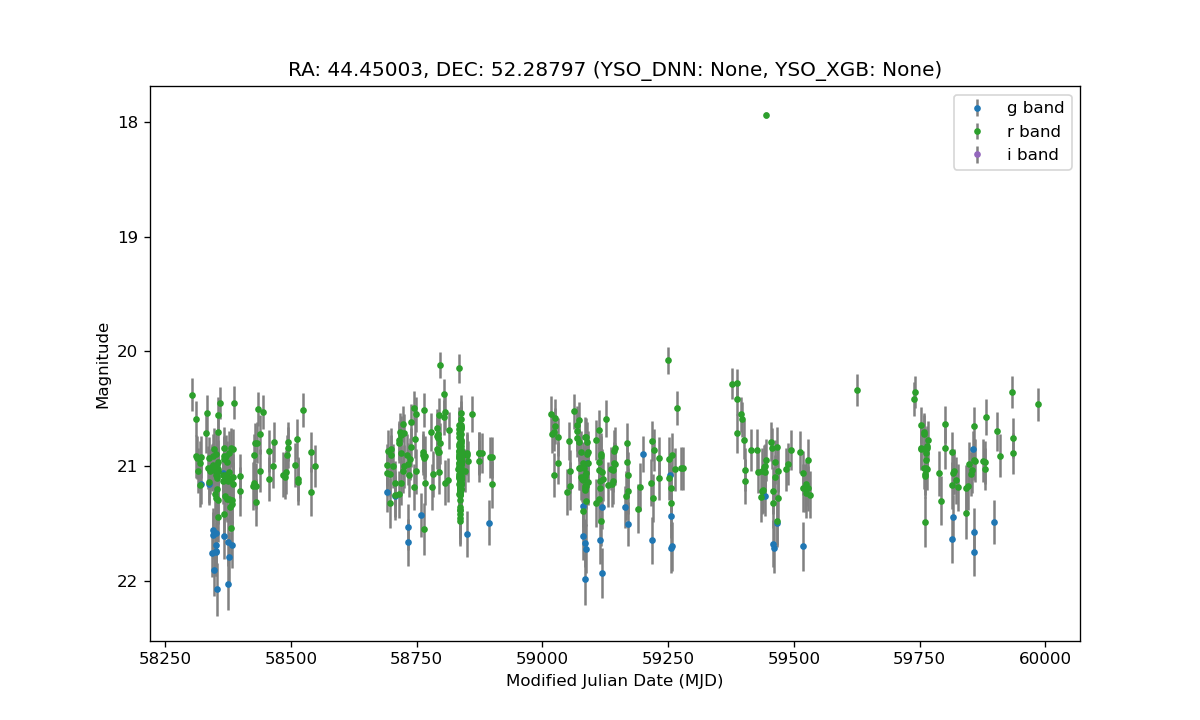 RA: 44.45003, DEC: 52.28797 (YSO_DNN: None, YSO_XGB: None)
g band
r band
i band
18
19
20
21
22
Magnitude
58250 58500 58750 59000 59250 59500 59750 60000
Modified Julian Date (MJD)